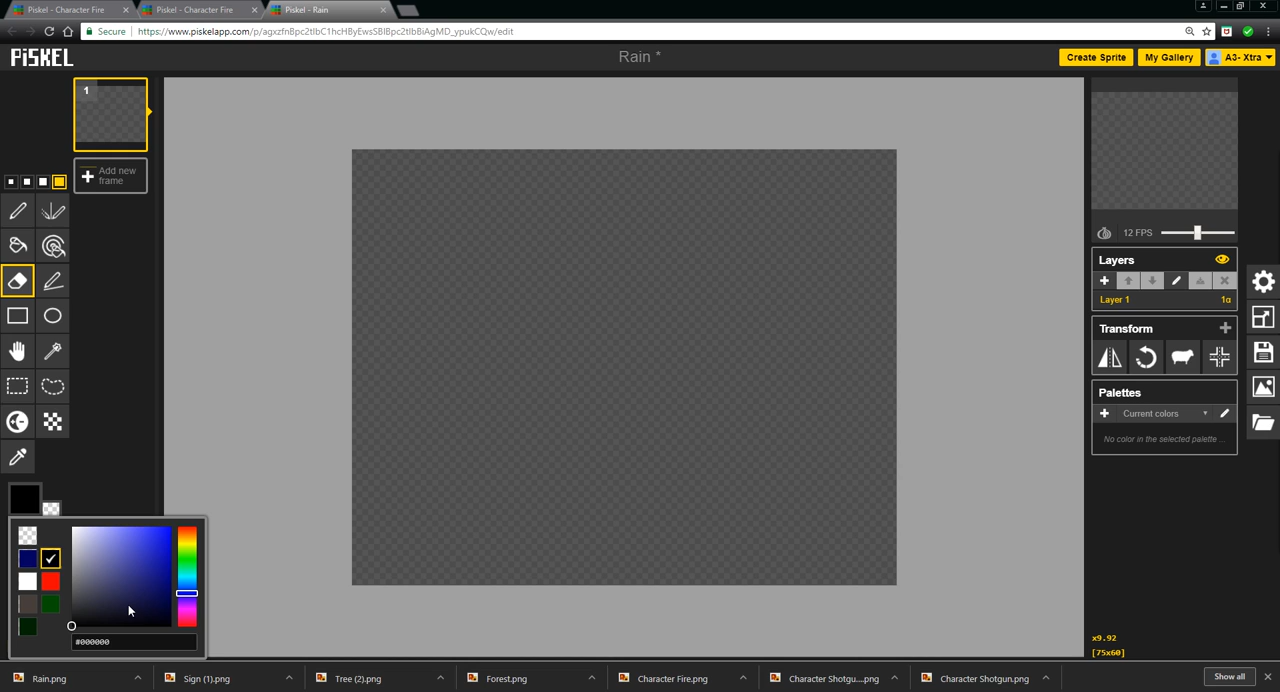 Piskel - Character Fire
Piskel - Character Fire
Piskel - Rain
Secure
https://www.piskelapp.com/p/agxzfnBpc2tlbC1hcHByEwsSBlBpc2tlbBiAgMD_ypukCQw/edit
PiSKEL
Rain *
Create Sprite
My Gallery
A3- Xtra
1
Add new
frame
12 FPS
Layers
Layer 1
1α
Transform
Palettes
Current colors
No color in the selected palette ...
#000000
x9.92
[75x60]
Rain.png
Sign (1).png
Tree (2).png
Forest.png
Character Fire.png
Character Shotgu....png
Character Shotgun.png
Show all